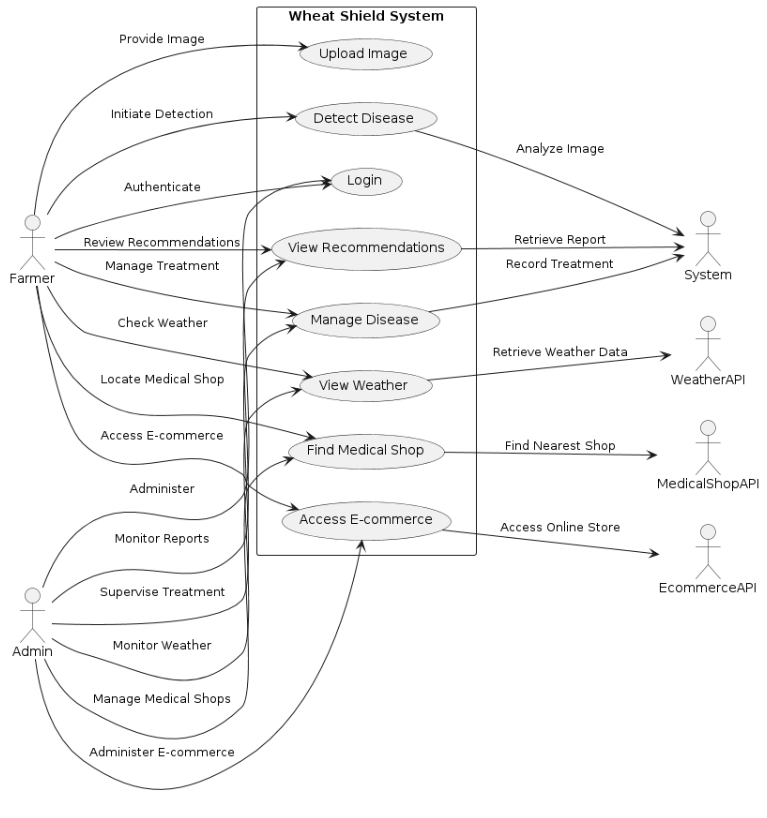 Wheat Shield System
Provide Image
Upload Image
Initiate Detection
Detect Disease
Analyze Image
Authenticate
Login
Review Recommendations
View Recommendations
Retrieve Report
Farmer
System
Manage Treatment
Record Treatment
Manage Disease
Check Weather
View Weather
Retrieve Weather Data
WeatherAPI
Locate Medical Shop
Find Medical Shop
Find Nearest Shop
MedicalShopAPI
Access E-commerce
Access E-commerce
Access Online Store
EcommerceAPI
Administer
Monitor Reports
Supervise Treatment
Admin
Monitor Weather
Manage Medical Shops
Administer E-commerce